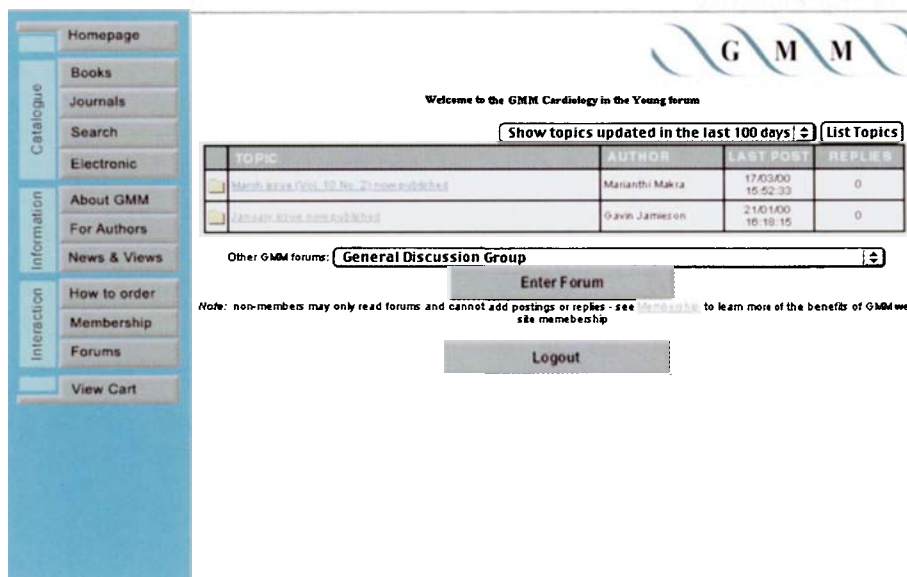 Homepage
Catalogue
Books
Journals
Search
Electronic
Information
About GMM
For Authors
News & Views
Interaction
How to order
Membership
Forums
View Cart
G M M
Welcome to the GMM Cardiology in the Young forum
Show topics updated in the last 100 days List Topics
TOPIC AUTHOR LAST POST REPLIES
March issue (Vol. 10 No. 2) now published Marianthi Makra 17/03/00 15:52:33 0
January issue now published Gavin Jamieson 21/01/00 16:18:15 0
Other GMM forums: General Discussion Group
Enter Forum
Note: non-members may only read forums and cannot add postings or replies - see Membership to learn more of the benefits of GMM we
site memebership
Logout